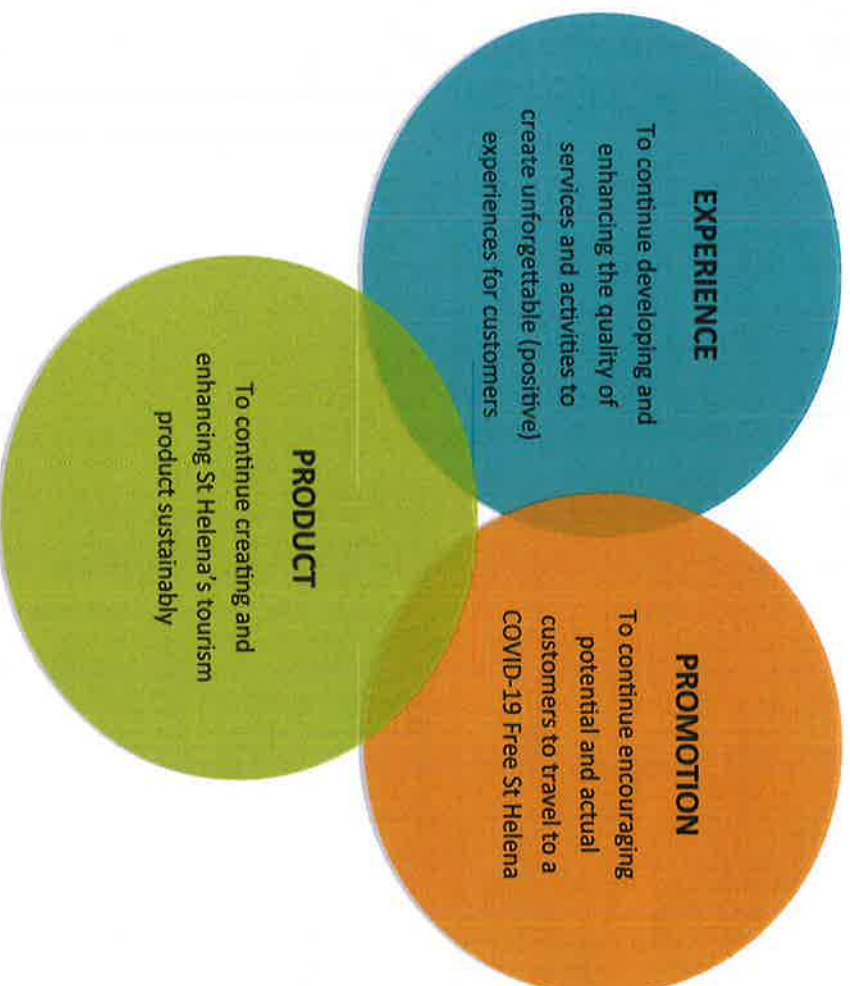 EXPERIENCE
To continue developing and
enhancing the quality of
services and activities to
create unforgettable (positive)
experiences for customers
PROMOTION
To continue encouraging
potential and actual
customers to travel to a
COVID-19 Free St Helena
PRODUCT
To continue creating and
enhancing St Helena's tourism
product sustainably